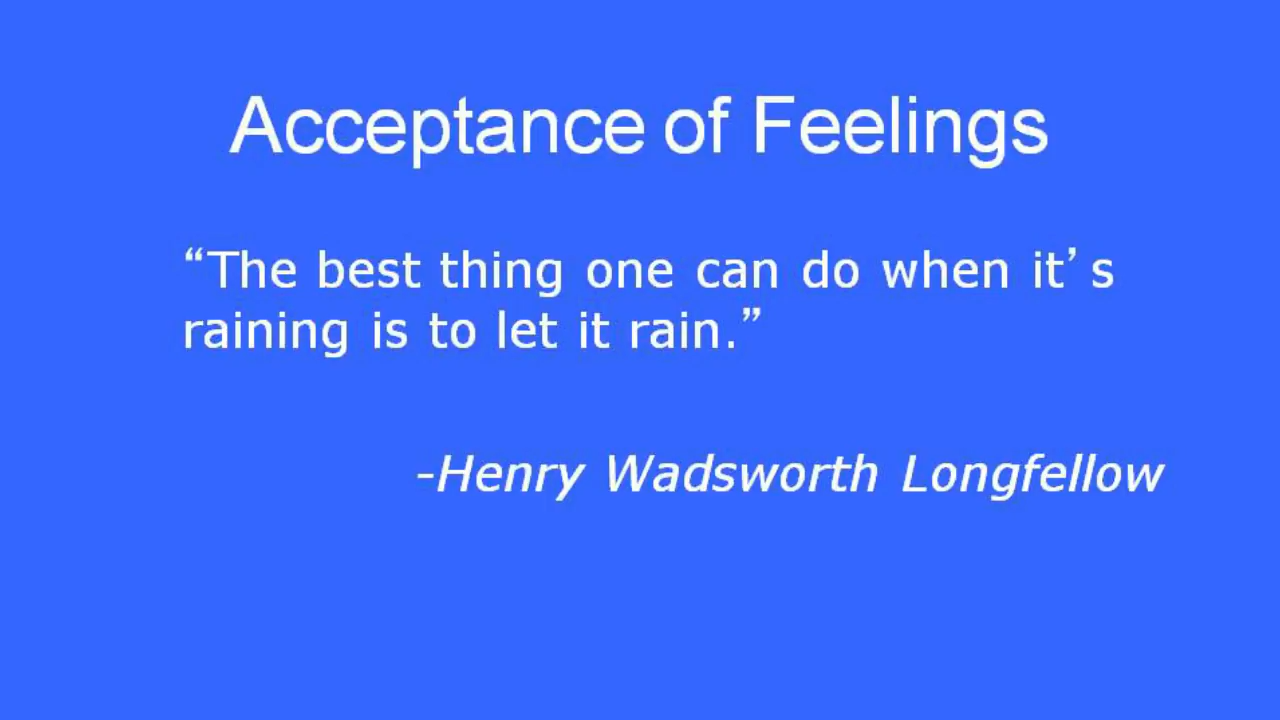 Acceptance of Feelings
“The best thing one can do when it’s
raining is to let it rain.”
-Henry Wadsworth Longfellow